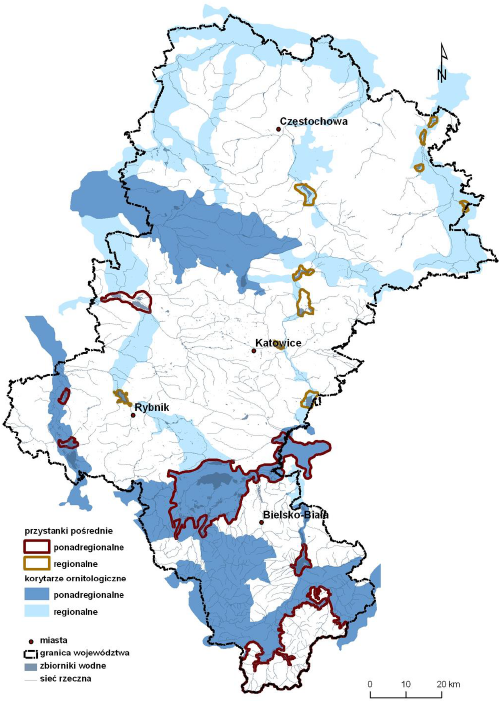 N
Częstochowa
Katowice
Rybnik
Bielsko-Biała
przystanki pośrednie
ponadregionalne
regionalne
korytarze ornitologiczne
ponadregionalne
regionalne
miasta
granica województwa
zbiorniki wodne
sieć rzeczna
0 10 20 km